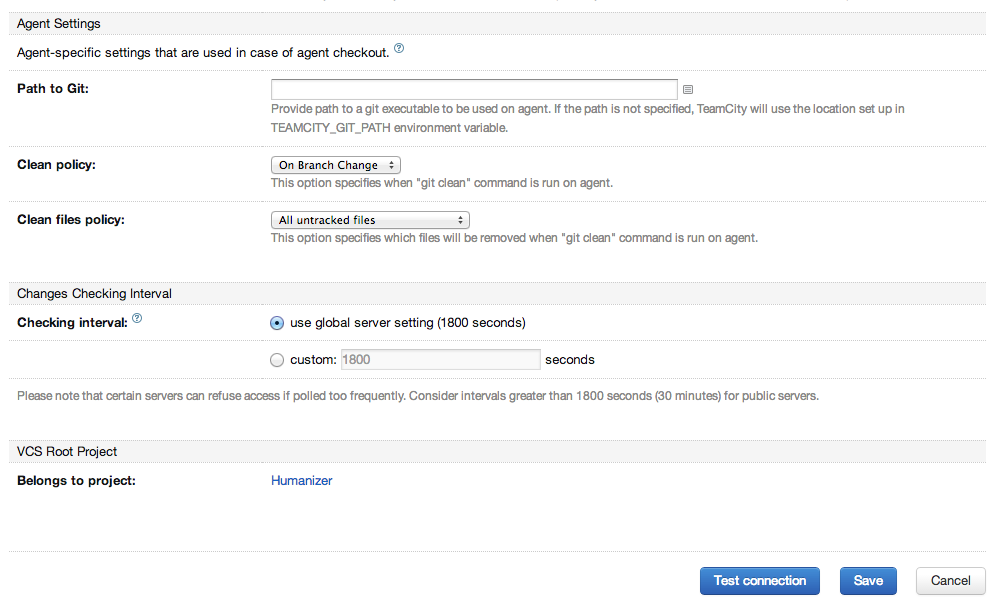 Agent Settings
Agent-specific settings that are used in case of agent checkout. ?
Path to Git:
Provide path to a git executable to be used on agent. If the path is not specified, TeamCity will use the location set up in
TEAMCITY_GIT_PATH environment variable.
Clean policy: On Branch Change
This option specifies when "git clean" command is run on agent.
Clean files policy: All untracked files
This option specifies which files will be removed when "git clean" command is run on agent.
Changes Checking Interval
Checking interval: ? use global server setting (1800 seconds)
custom: 1800 seconds
Please note that certain servers can refuse access if polled too frequently. Consider intervals greater than 1800 seconds (30 minutes) for public servers.
VCS Root Project
Belongs to project: Humanizer
Test connection Save Cancel